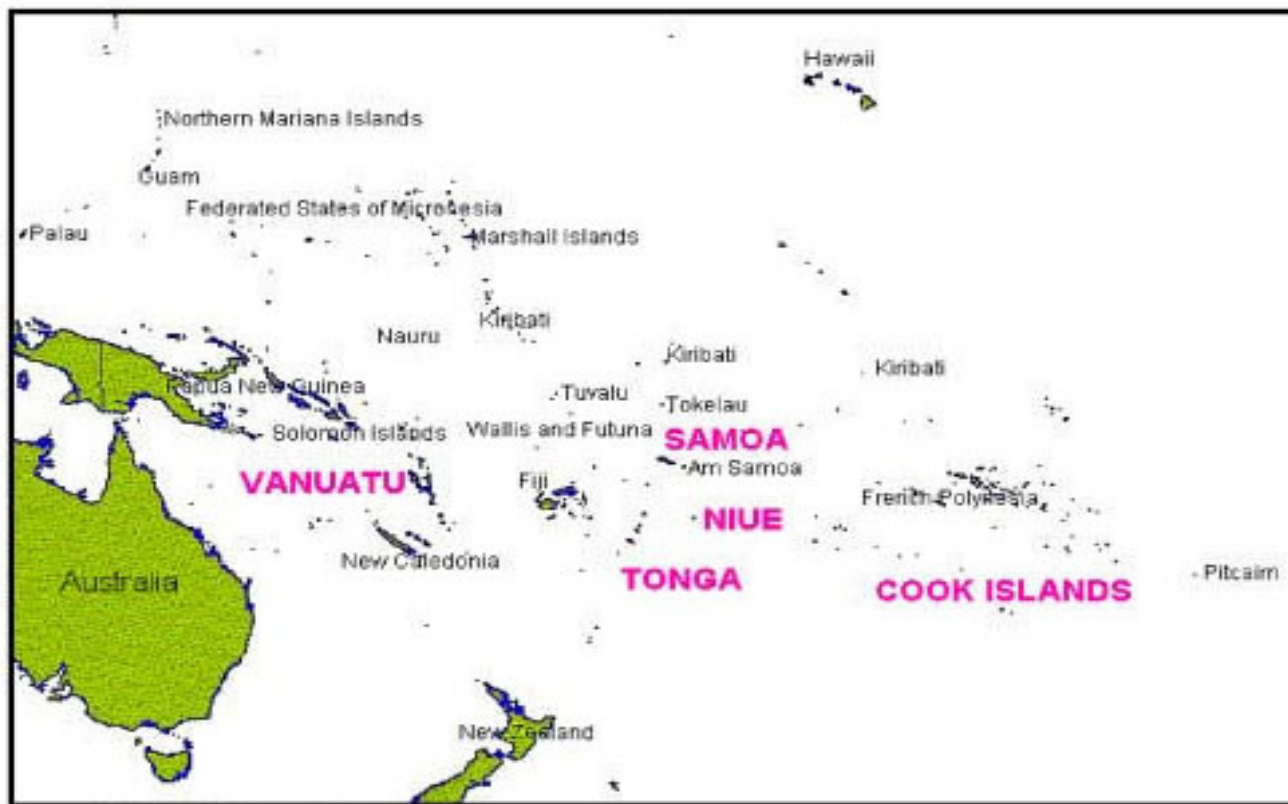 Hawaii
Northern Mariana Islands
Guam
Federated States of Micronesia
Palau
Marshall Islands
Kiribati
Nauru
Kiribati
Kiribati
Papua New Guinea
Tuvalu
Tokelau
Solomon Islands
Wallis and Futuna
SAMOA
VANUATU
Am Samoa
Fiji
French Polynesia
NIUE
New Caledonia
Australia
TONGA
COOK ISLANDS
Pitcairn
New Zealand